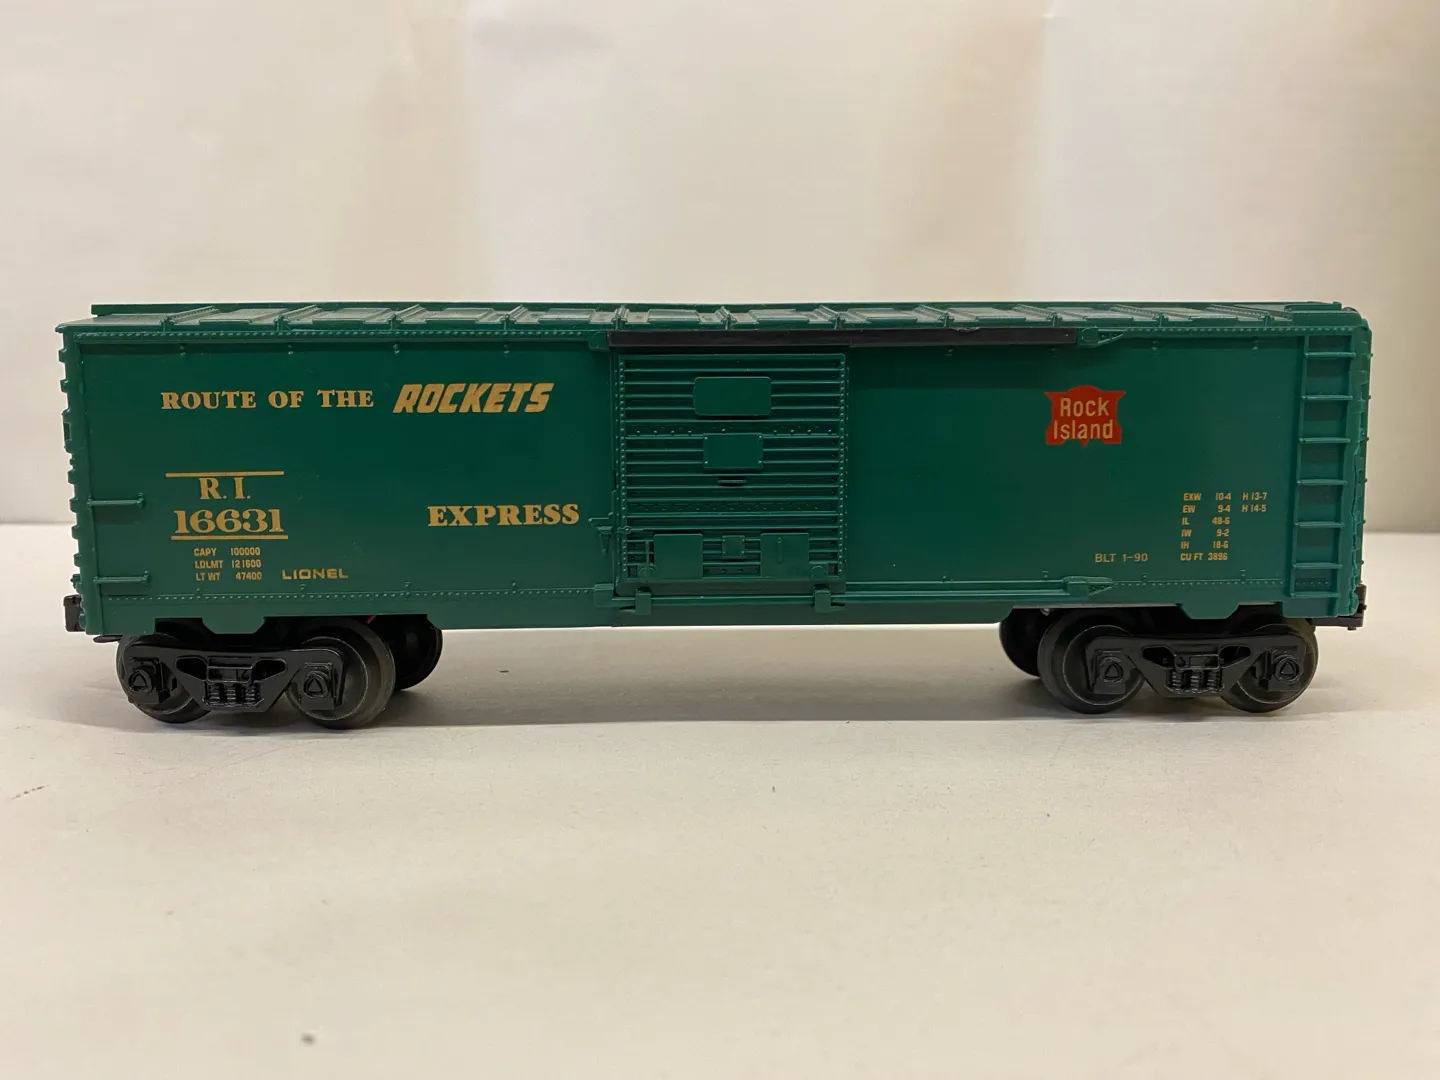 ROUTE OF THE ROCKETS
R.I.
16631
EXPRESS
CAPY 100000
LDLMT 121600
LT WT 47400
LIONEL
Rock
Island
EXW 10-4 H 13-7
EW 9-4 H 14-5
IL 48-6
IW 9-2
IH 18-6
CU FT 3896
BLT 1-90